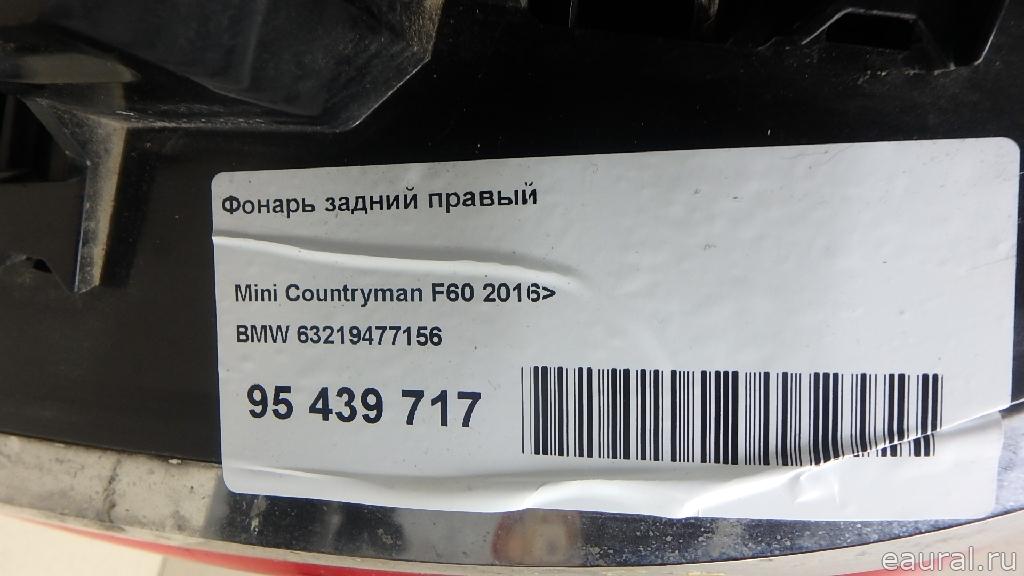 Фонарь задний правый
Mini Countryman F60 2016>
BMW 63219477156
95 439 717
eaural.ru